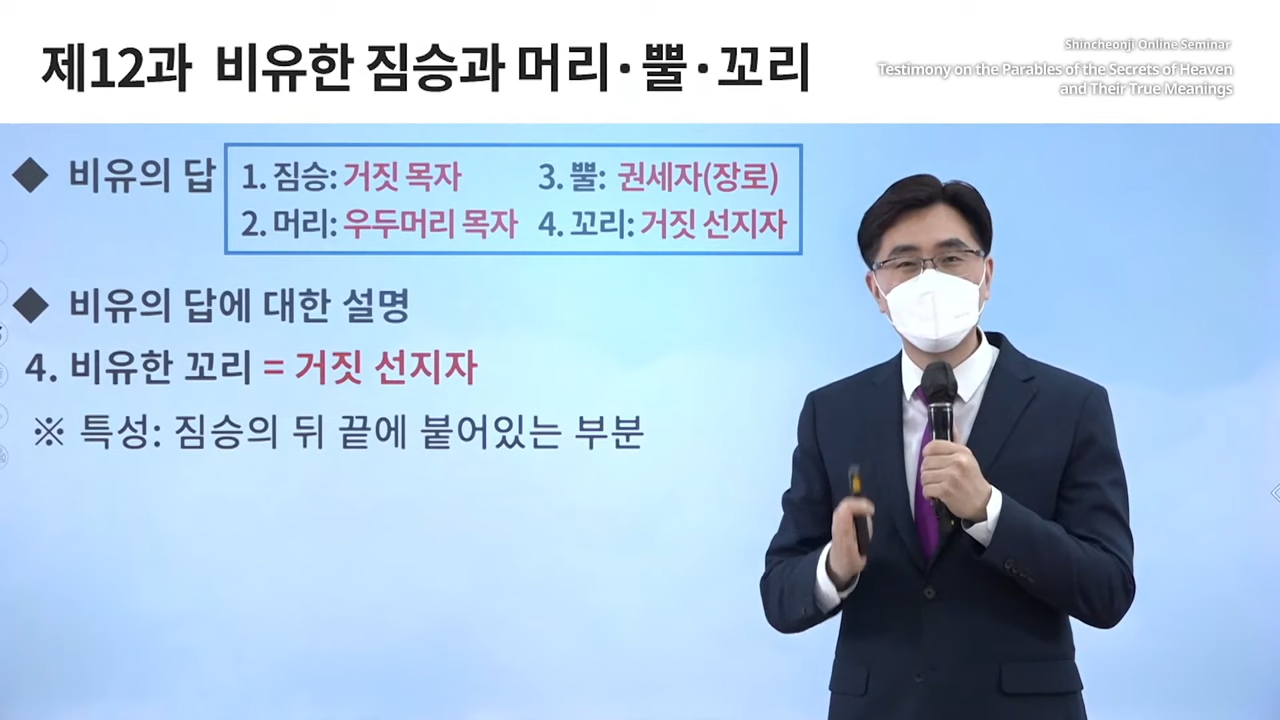 제12과 비유한 짐승과 머리·뿔·꼬리
Shincheonji Online Seminar
Testimony on the Parables of the Secrets of Heaven
and Their True Meanings
◆ 비유의 답
1. 짐승: 거짓 목자 3. 뿔: 권세자(장로)
2. 머리: 우두머리 목자 4. 꼬리: 거짓 선지자
◆ 비유의 답에 대한 설명
4. 비유한 꼬리 = 거짓 선지자
※ 특성: 짐승의 뒤 끝에 붙어있는 부분